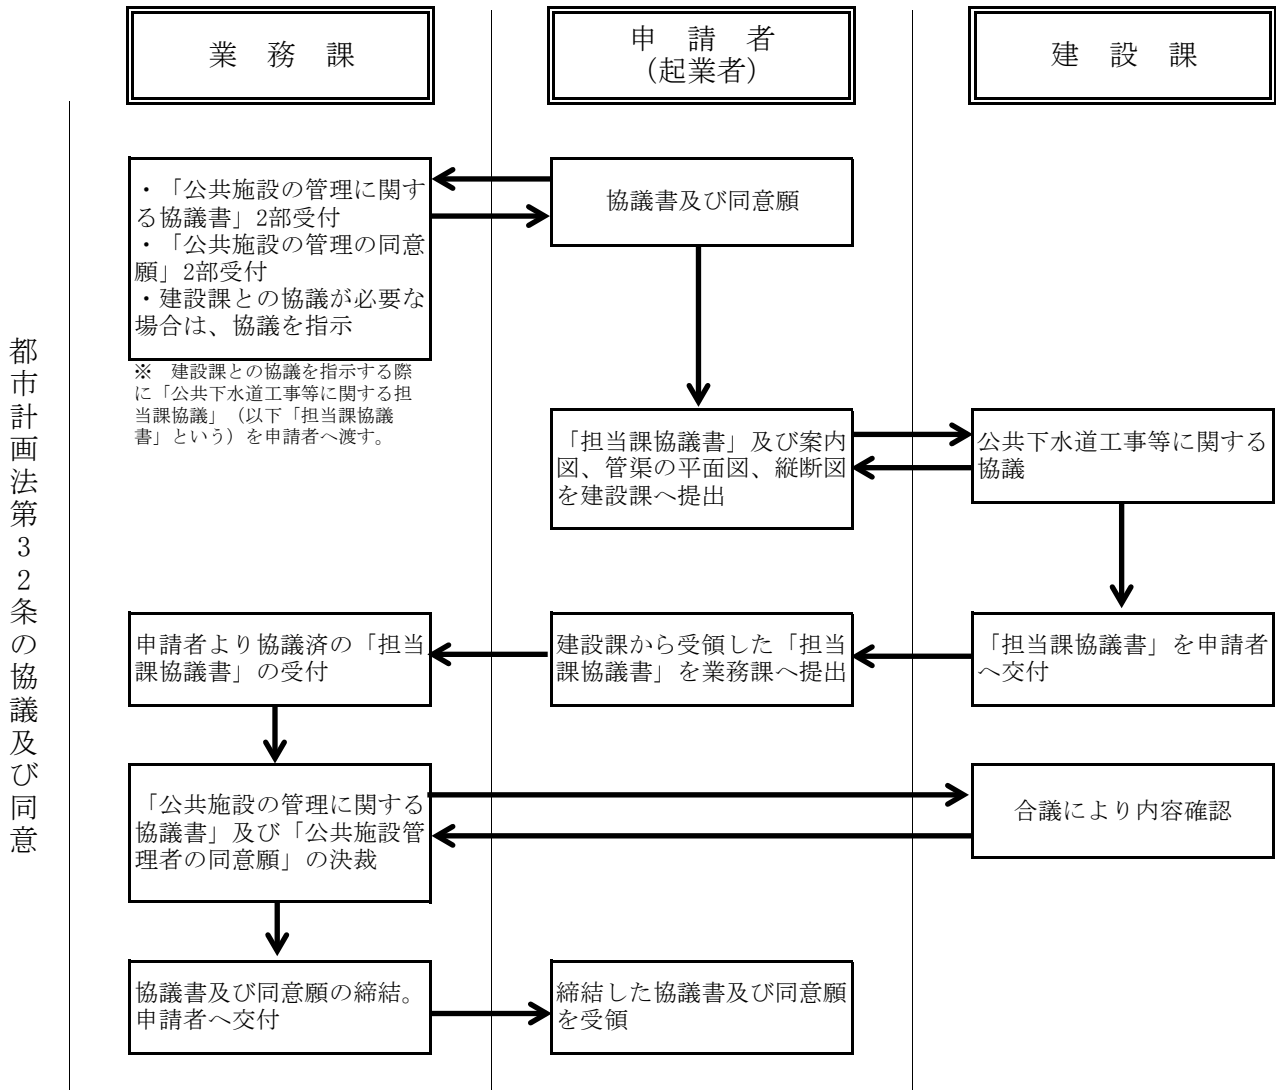 業　務　課
申　請　者
（起業者）
建　設　課
都市計画法第３２条の協議及び同意
・「公共施設の管理に関す
る協議書」2部受付
・「公共施設の管理の同意
願」2部受付
・建設課との協議が必要な
場合は、協議を指示
※　建設課との協議を指示する際
に「公共下水道工事等に関する担
当課協議」（以下「担当課協議
書」という）を申請者へ渡す。
協議書及び同意願
「担当課協議書」及び案内
図、管渠の平面図、縦断図
を建設課へ提出
公共下水道工事等に関する
協議
申請者より協議済の「担当
課協議書」の受付
建設課から受領した「担当
課協議書」を業務課へ提出
「担当課協議書」を申請者
へ交付
「公共施設の管理に関する
協議書」及び「公共施設管
理者の同意願」の決裁
合議により内容確認
協議書及び同意願の締結。
申請者へ交付
締結した協議書及び同意願
を受領